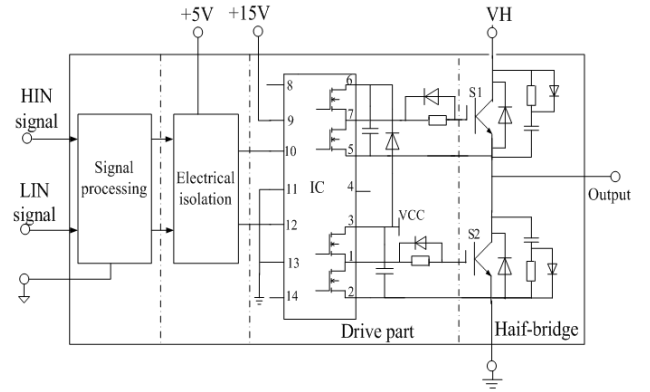 +5V
+15V
VH
HIN
signal
LIN
signal
Signal
processing
Electrical
isolation
IC
8
9
10
11
12
13
14
6
7
5
4
3
1
2
VCC
S1
S2
Output
Drive part
Haif-bridge